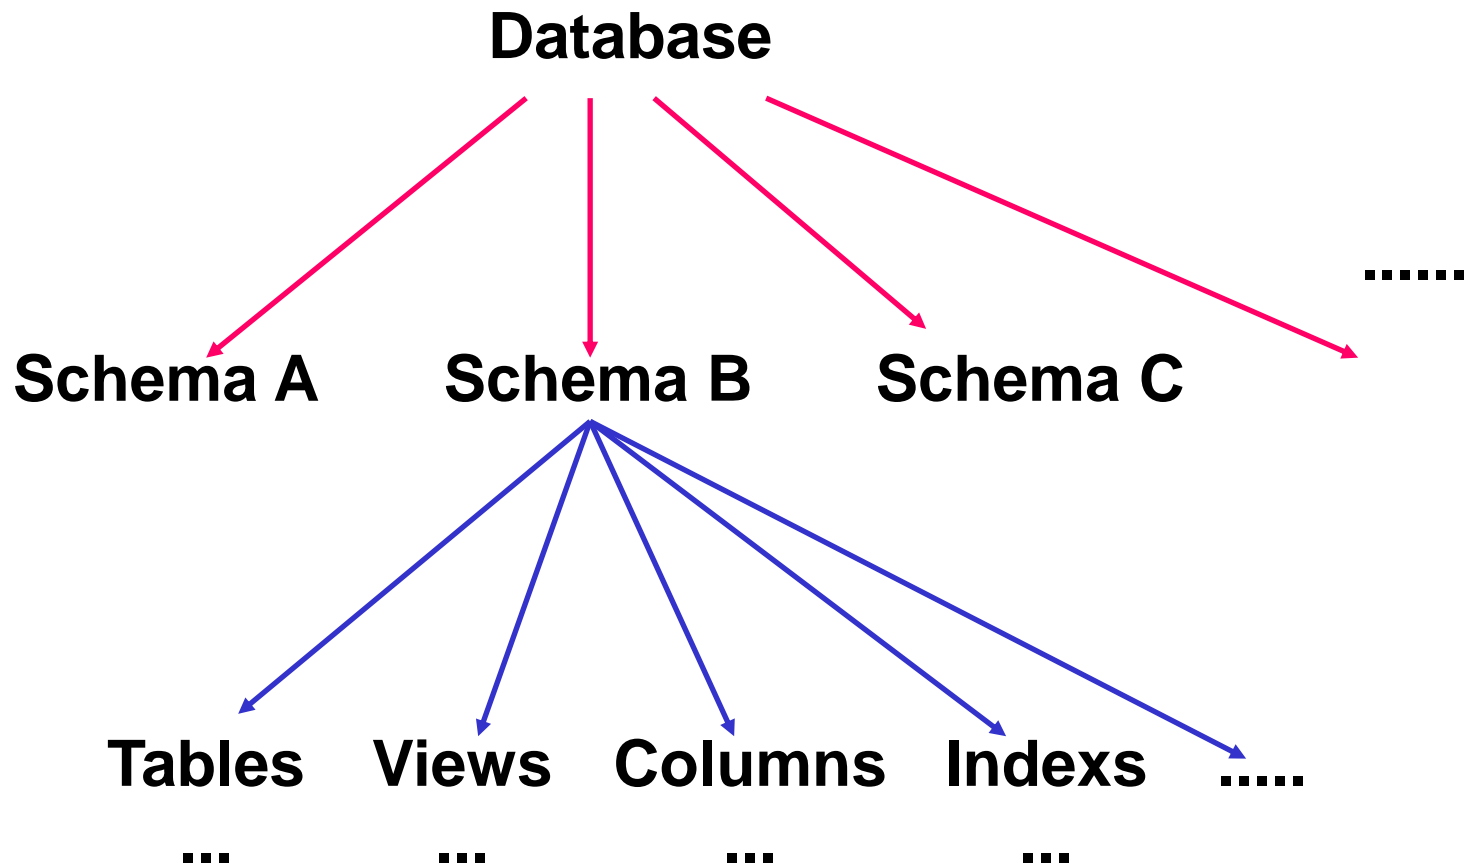 Database
......
Schema A Schema B Schema C
Tables Views Columns Indexs .....
... ... ... ...